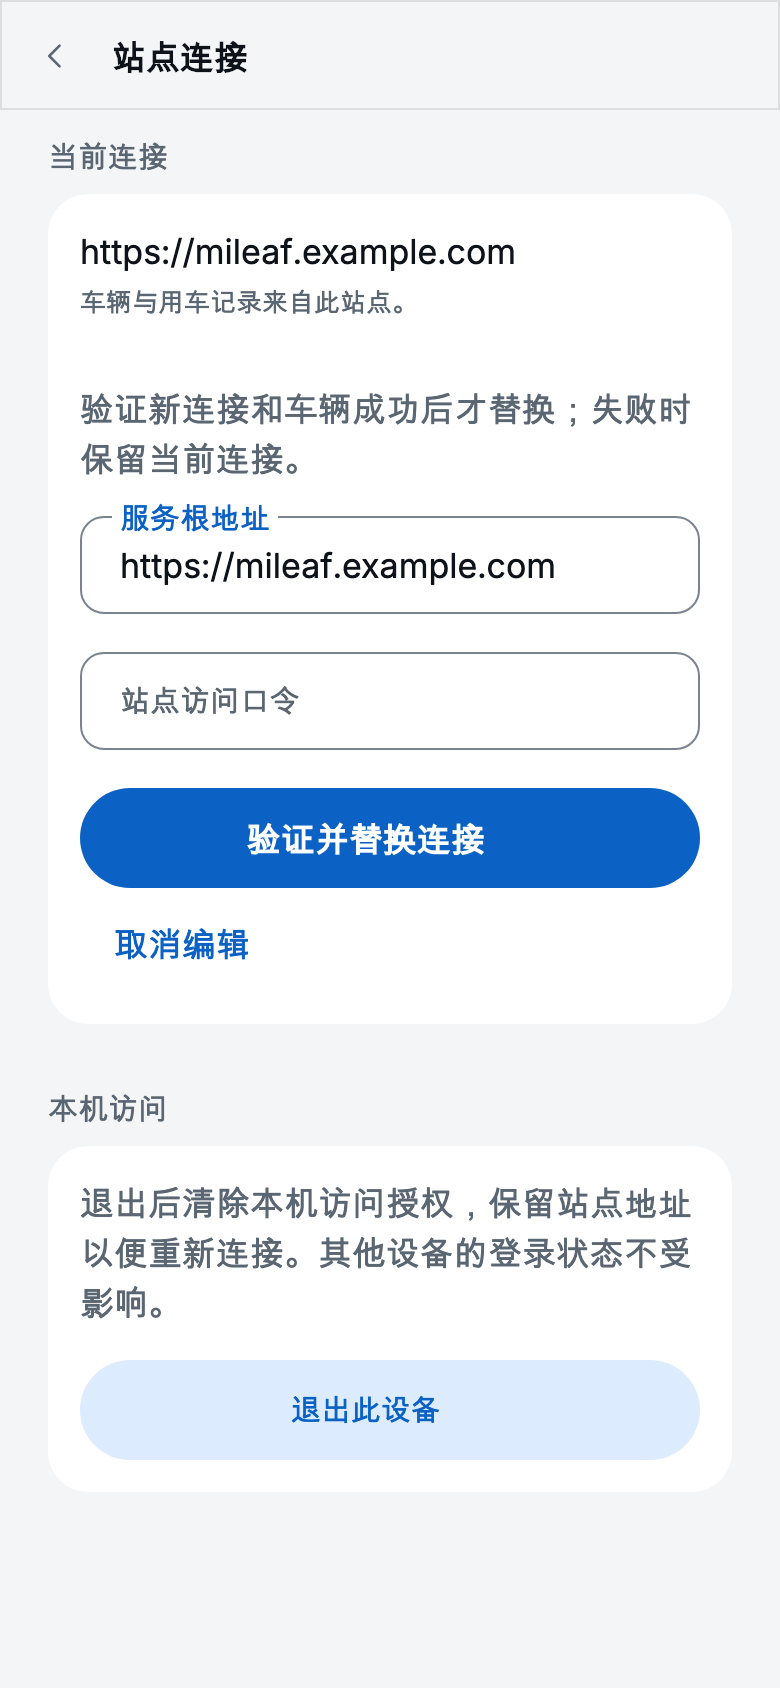 站点连接
当前连接
https://mileaf.example.com
车辆与用车记录来自此站点。
验证新连接和车辆成功后才替换；失败时
保留当前连接。
服务根地址
https://mileaf.example.com
站点访问口令
验证并替换连接
取消编辑
本机访问
退出后清除本机访问授权，保留站点地址
以便重新连接。其他设备的登录状态不受
影响。
退出此设备